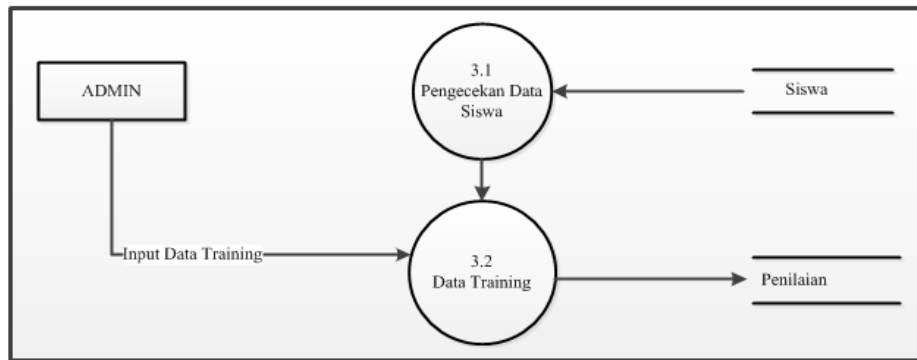 ADMIN
3.1
Pengecekan Data
Siswa
Siswa
Input Data Training
3.2
Data Training
Penilaian